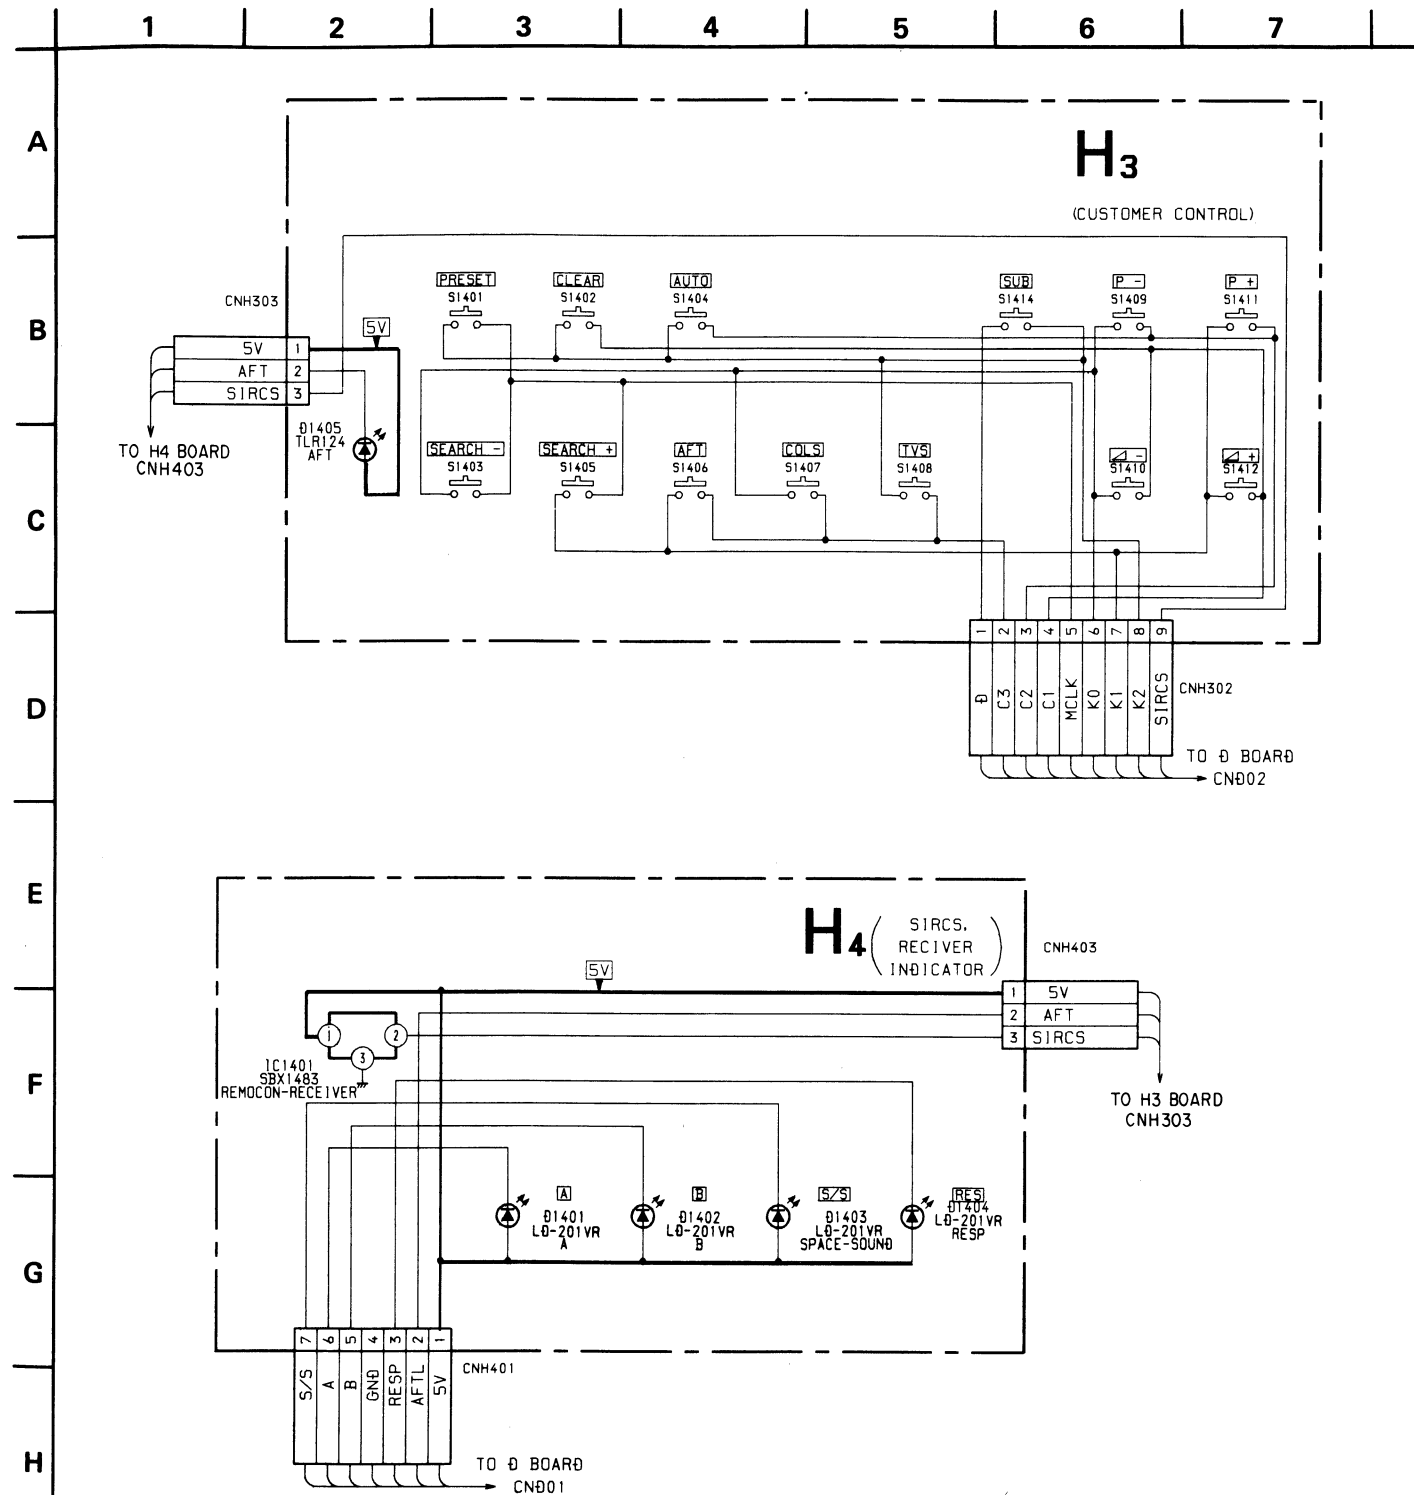 1 2 3 4 5 6 7
A
H3
(CUSTOMER CONTROL)
B
PRESET
S1401
CLEAR
S1402
AUTO
S1404
SUB
S1414
P -
S1409
P +
S1411
CNH303
5V
5V 1
AFT 2
SIRCS 3
TO H4 BOARD
CNH403
D1405
TLR124
AFT
C
SEARCH -
S1403
SEARCH +
S1405
AFT
S1406
COLS
S1407
TVS
S1408
-
S1410
+
S1412
D
1 2 3 4 5 6 7 8 9
D C3 C2 C1 MCLK K0 K1 K2 SIRCS
CNH302
TO D BOARD
CND02
E
H4
(SIRCS,
RECIVER
INDICATOR)
CNH403
5V
1 5V
2 AFT
3 SIRCS
TO H3 BOARD
CNH303
F
1 2
3
IC1401
SBX1483
REMOCON-RECEIVER
G
A
D1401
LD-201VR
A
B
D1402
LD-201VR
B
S/S
D1403
LD-201VR
SPACE-SOUND
RES
D1404
LD-201VR
RESP
7 6 5 4 3 2 1
S/S A B GND RESP AFTL 5V
CNH401
H
TO D BOARD
CND01